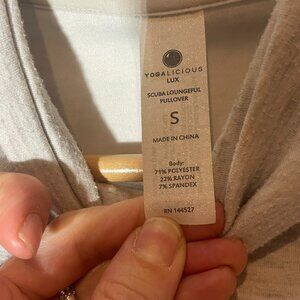 YOGALICIOUS
LUX
SCUBA LOUNGEFUL
PULLOVER
S
MADE IN CHINA
Body:
71% POLYESTER
22% RAYON
7% SPANDEX
RN 144527